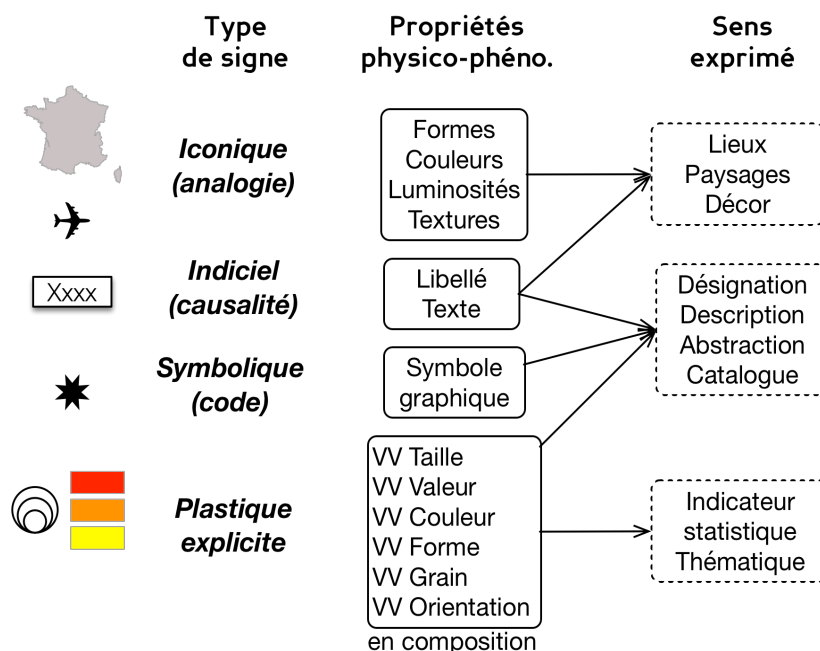 Type
de signe
Propriétés
physico-phéno.
Sens
exprimé
Iconique
(analogie)
Formes
Couleurs
Luminosités
Textures
Lieux
Paysages
Décor
Xxxx
Indiciel
(causalité)
Libellé
Texte
Désignation
Description
Abstraction
Catalogue
Symbolique
(code)
Symbole
graphique
Plastique
explicite
VV Taille
VV Valeur
VV Couleur
VV Forme
VV Grain
VV Orientation
en composition
Indicateur
statistique
Thématique